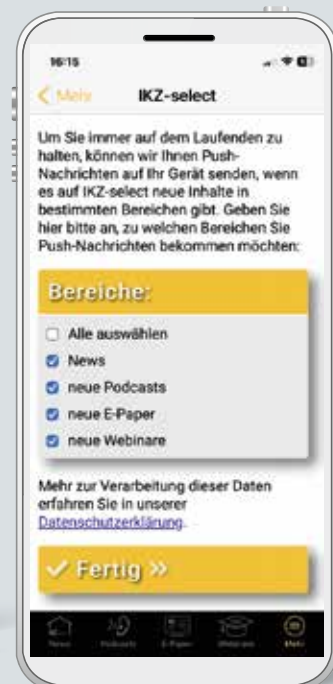 16:15
Mehr
IKZ-select
Um Sie immer auf dem Laufenden zu
halten, können wir Ihnen Push-
Nachrichten auf Ihr Gerät senden, wenn
es auf IKZ-select neue Inhalte in
bestimmten Bereichen gibt. Geben Sie
hier bitte an, zu welchen Bereichen Sie
Push-Nachrichten bekommen möchten:
Bereiche:
Alle auswählen
News
neue Podcasts
neue E-Paper
neue Webinare
Mehr zur Verarbeitung dieser Daten
erfahren Sie in unserer
Datenschutzerklärung.
Fertig »
News Podcasts E-Paper Webinare Mehr